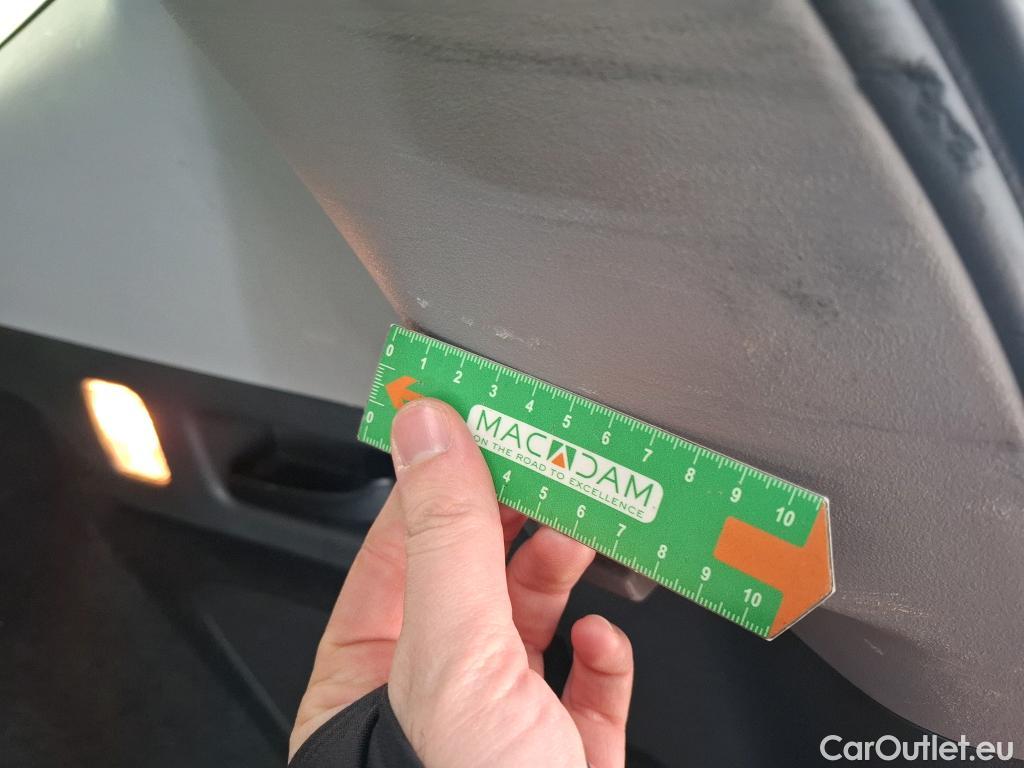 0 1 2 3 4 5 6 7 8 9 10
MACADAM
ON THE ROAD TO EXCELLENCE
0 4 5 6 7 8 9 10
CarOutlet.eu